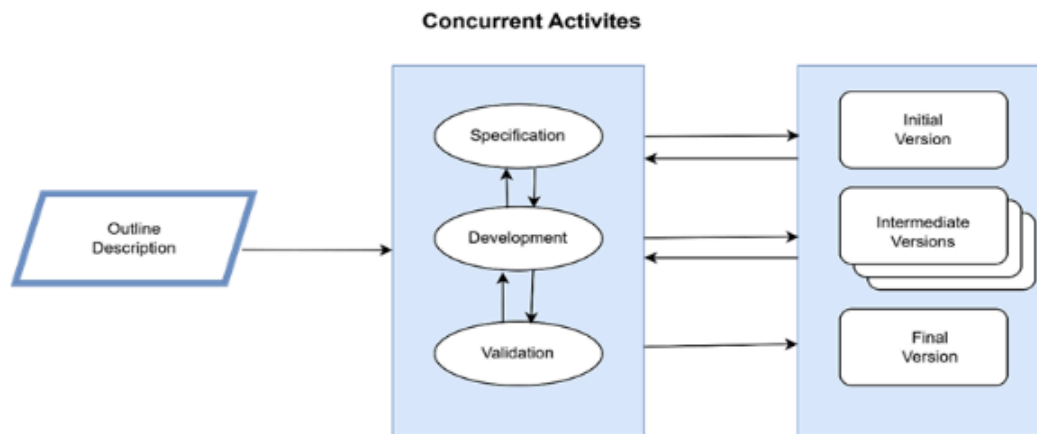 Concurrent Activites
Outline
Description
Specification
Development
Validation
Initial
Version
Intermediate
Versions
Final
Version